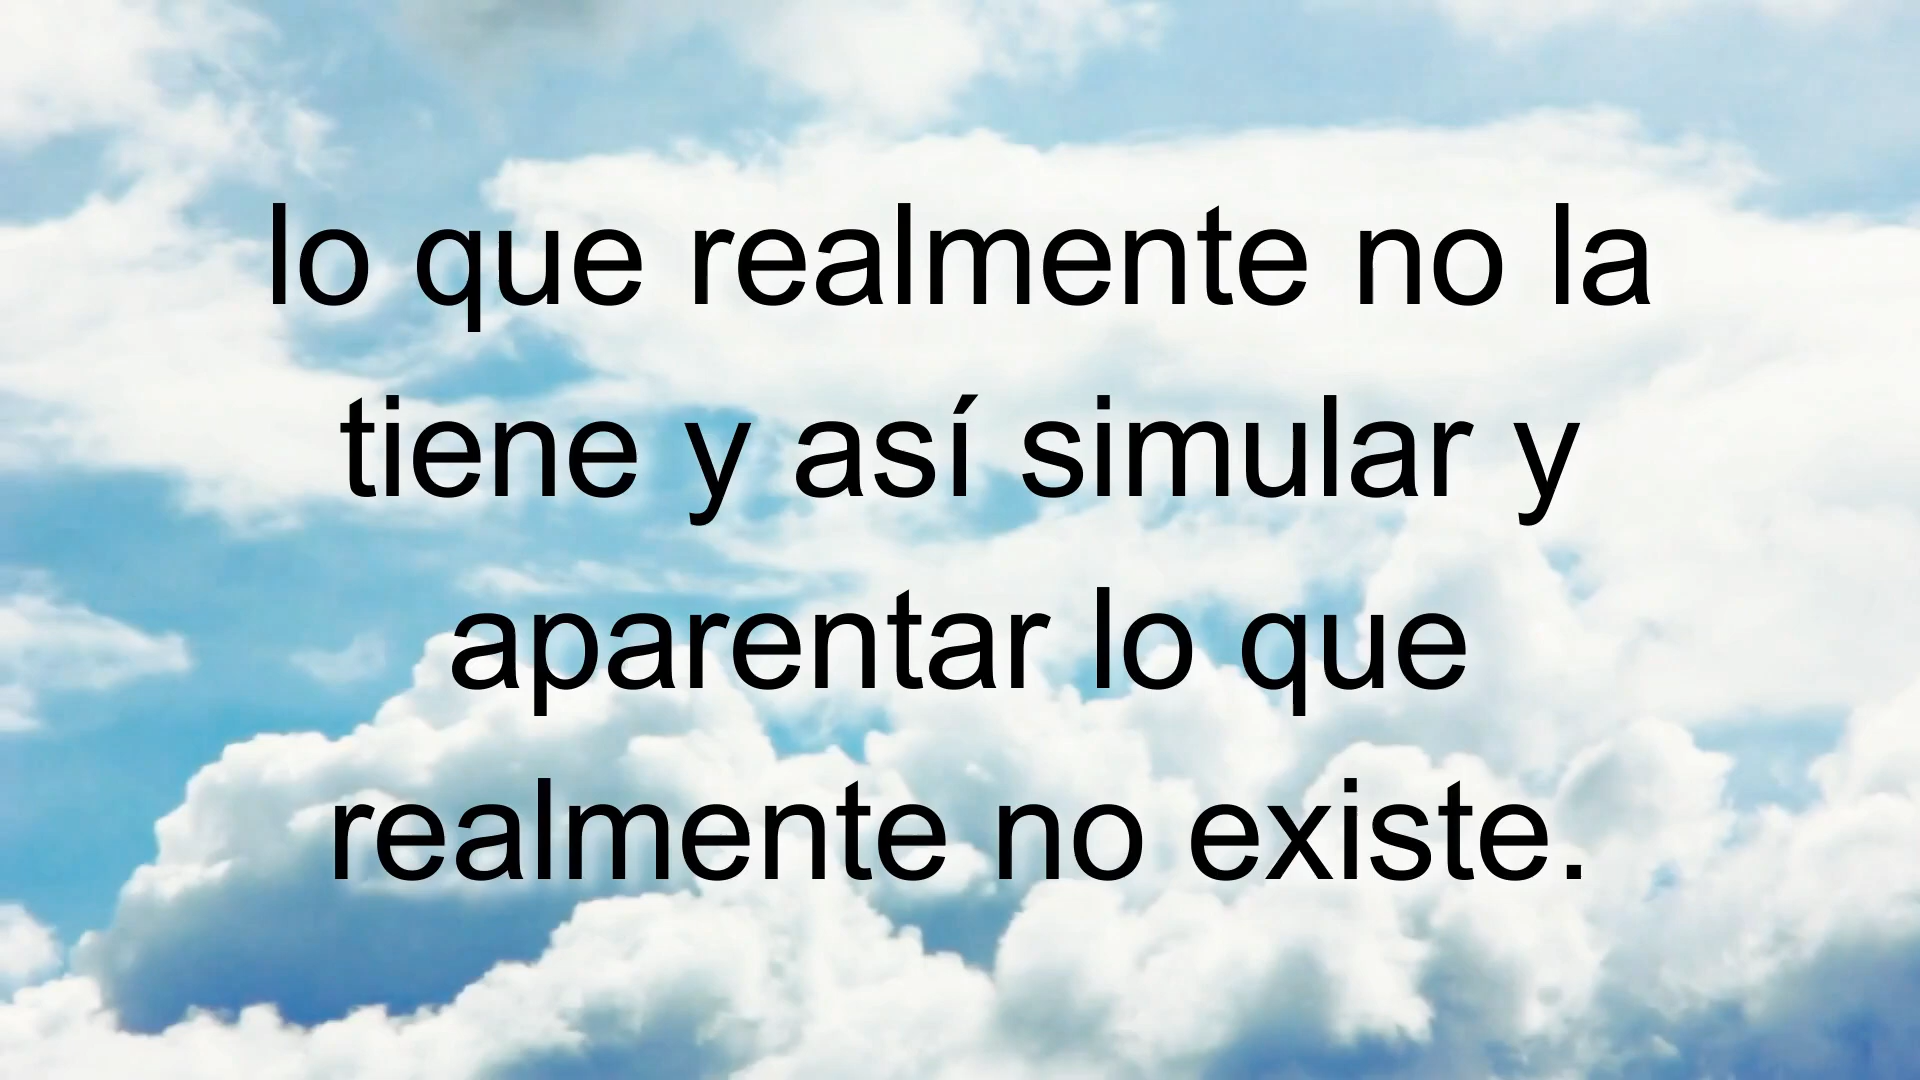 lo que realmente no la
tiene y así simular y
aparentar lo que
realmente no existe.